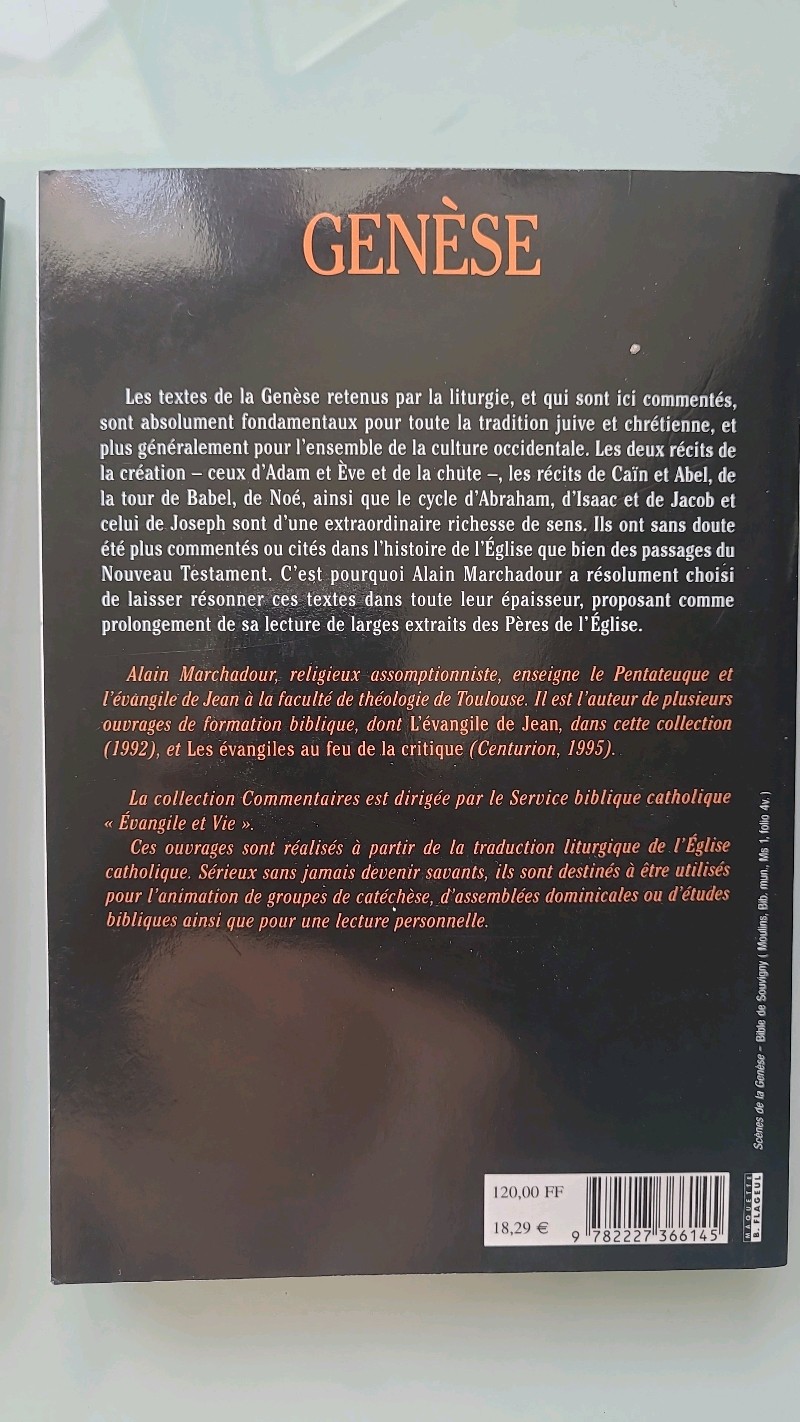 GENÈSE
Les textes de la Genèse retenus par la liturgie, et qui sont ici commentés,
sont absolument fondamentaux pour toute la tradition juive et chrétienne, et
plus généralement pour l'ensemble de la culture occidentale. Les deux récits de
la création – ceux d'Adam et Ève et de la chute –, les récits de Caïn et Abel, de
la tour de Babel, de Noé, ainsi que le cycle d'Abraham, d'Isaac et de Jacob et
celui de Joseph sont d'une extraordinaire richesse de sens. Ils ont sans doute
été plus commentés ou cités dans l'histoire de l'Église que bien des passages du
Nouveau Testament. C'est pourquoi Alain Marchadour a résolument choisi
de laisser résonner ces textes dans toute leur épaisseur, proposant comme
prolongement de sa lecture de larges extraits des Pères de l'Église.
Alain Marchadour, religieux assomptionniste, enseigne le Pentateuque et
l'évangile de Jean à la faculté de théologie de Toulouse. Il est l'auteur de plusieurs
ouvrages de formation biblique, dont L'évangile de Jean, dans cette collection
(1992), et Les évangiles au feu de la critique (Centurion, 1995).
La collection Commentaires est dirigée par le Service biblique catholique
« Évangile et Vie ».
Ces ouvrages sont réalisés à partir de la traduction liturgique de l'Église
catholique. Sérieux sans jamais devenir savants, ils sont destinés à être utilisés
pour l'animation de groupes de catéchèse, d'assemblées dominicales ou d'études
bibliques ainsi que pour une lecture personnelle.
Scènes de la Genèse – Bible de Souvigny ( Moulins, Bib. mun., Ms 1, folio 4v. )
120,00 FF
18,29 €
9 782227 366145
MAQUETTE
B. FLAGEUL